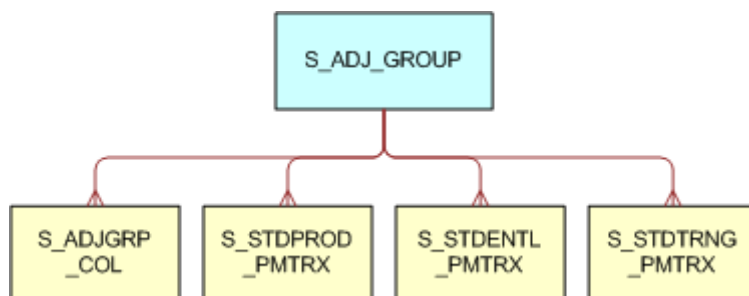 S_ADJ_GROUP
S_ADJGRP
_COL
S_STDPROD
_PMTRX
S_STDENTL
_PMTRX
S_STDTRNG
_PMTRX